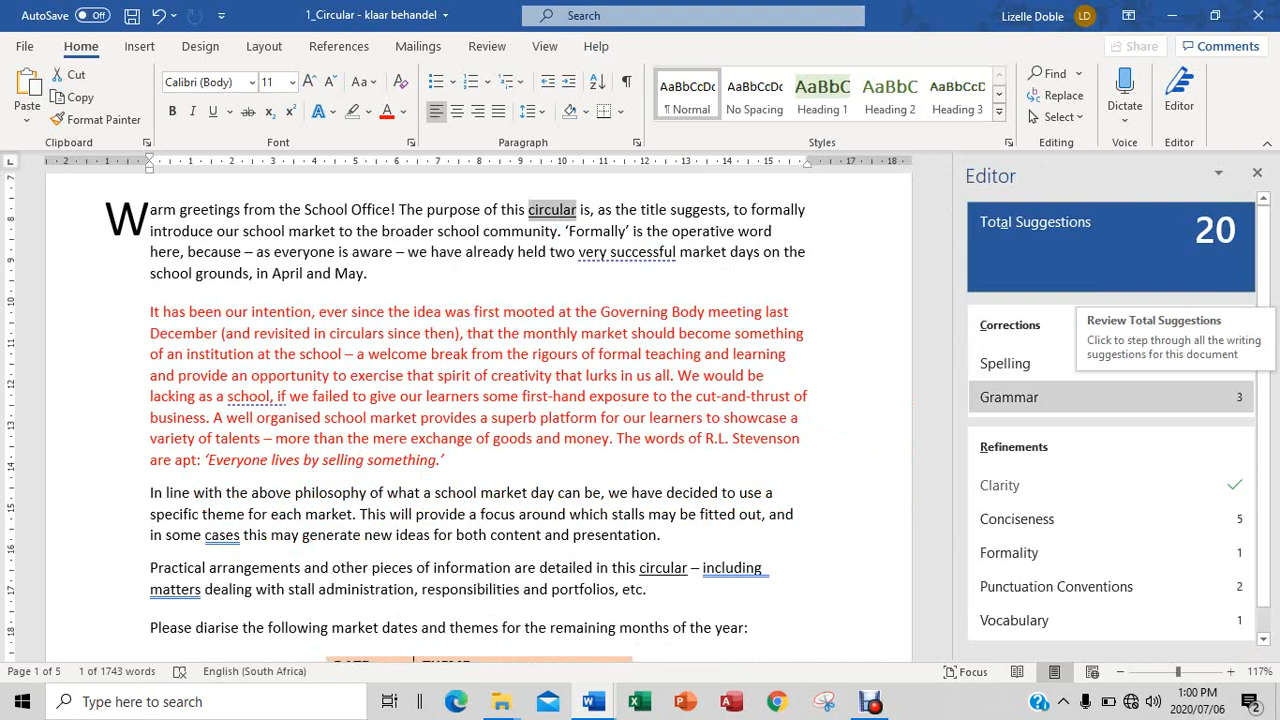 AutoSave Off
1_Circular - klaar behandel
Search
Lizelle Doble LD
File Home Insert Design Layout References Mailings Review View Help
Share Comments
Paste
Cut
Copy
Format Painter
Clipboard
Calibri (Body) 11
Font
Paragraph
AaBbCcDc
¶ Normal
AaBbCcDc
No Spacing
AaBbC
Heading 1
AaBbCc
Heading 2
AaBbCcD
Heading 3
Styles
Find
Replace
Select
Editing
Dictate
Voice
Editor
Editor
Warm greetings from the School Office! The purpose of this circular is, as the title suggests, to formally
introduce our school market to the broader school community. ‘Formally’ is the operative word
here, because – as everyone is aware – we have already held two very successful market days on the
school grounds, in April and May.
It has been our intention, ever since the idea was first mooted at the Governing Body meeting last
December (and revisited in circulars since then), that the monthly market should become something
of an institution at the school – a welcome break from the rigours of formal teaching and learning
and provide an opportunity to exercise that spirit of creativity that lurks in us all. We would be
lacking as a school, if we failed to give our learners some first-hand exposure to the cut-and-thrust of
business. A well organised school market provides a superb platform for our learners to showcase a
variety of talents – more than the mere exchange of goods and money. The words of R.L. Stevenson
are apt: ‘Everyone lives by selling something.’
In line with the above philosophy of what a school market day can be, we have decided to use a
specific theme for each market. This will provide a focus around which stalls may be fitted out, and
in some cases this may generate new ideas for both content and presentation.
Practical arrangements and other pieces of information are detailed in this circular – including
matters dealing with stall administration, responsibilities and portfolios, etc.
Please diarise the following market dates and themes for the remaining months of the year:
DATE THEME
Editor
Total Suggestions 20
Review Total Suggestions
Click to step through all the writing
suggestions for this document
Corrections
Spelling
Grammar 3
Refinements
Clarity
Conciseness 5
Formality 1
Punctuation Conventions 2
Vocabulary 1
Page 1 of 5 1 of 1743 words English (South Africa) Focus 117%
Type here to search
1:00 PM
2020/07/06
2